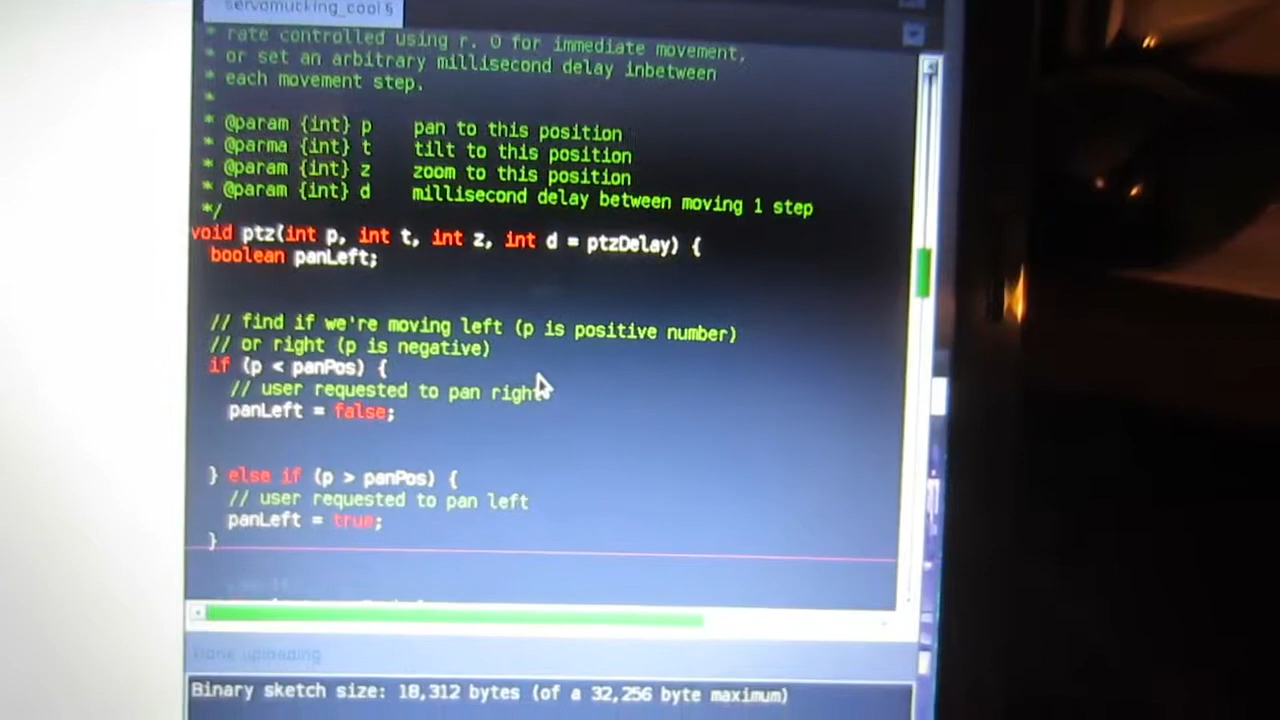 servomucking_cool §
* rate controlled using r. 0 for immediate movement,
* or set an arbitrary millisecond delay inbetween
* each movement step.
*
* @param {int} p pan to this position
* @parma {int} t tilt to this position
* @param {int} z zoom to this position
* @param {int} d millisecond delay between moving 1 step
*/
void ptz(int p, int t, int z, int d = ptzDelay) {
boolean panLeft;
// find if we're moving left (p is positive number)
// or right (p is negative)
if (p < panPos) {
// user requested to pan right
panLeft = false;
} else if (p > panPos) {
// user requested to pan left
panLeft = true;
}
Done uploading
Binary sketch size: 18,312 bytes (of a 32,256 byte maximum)